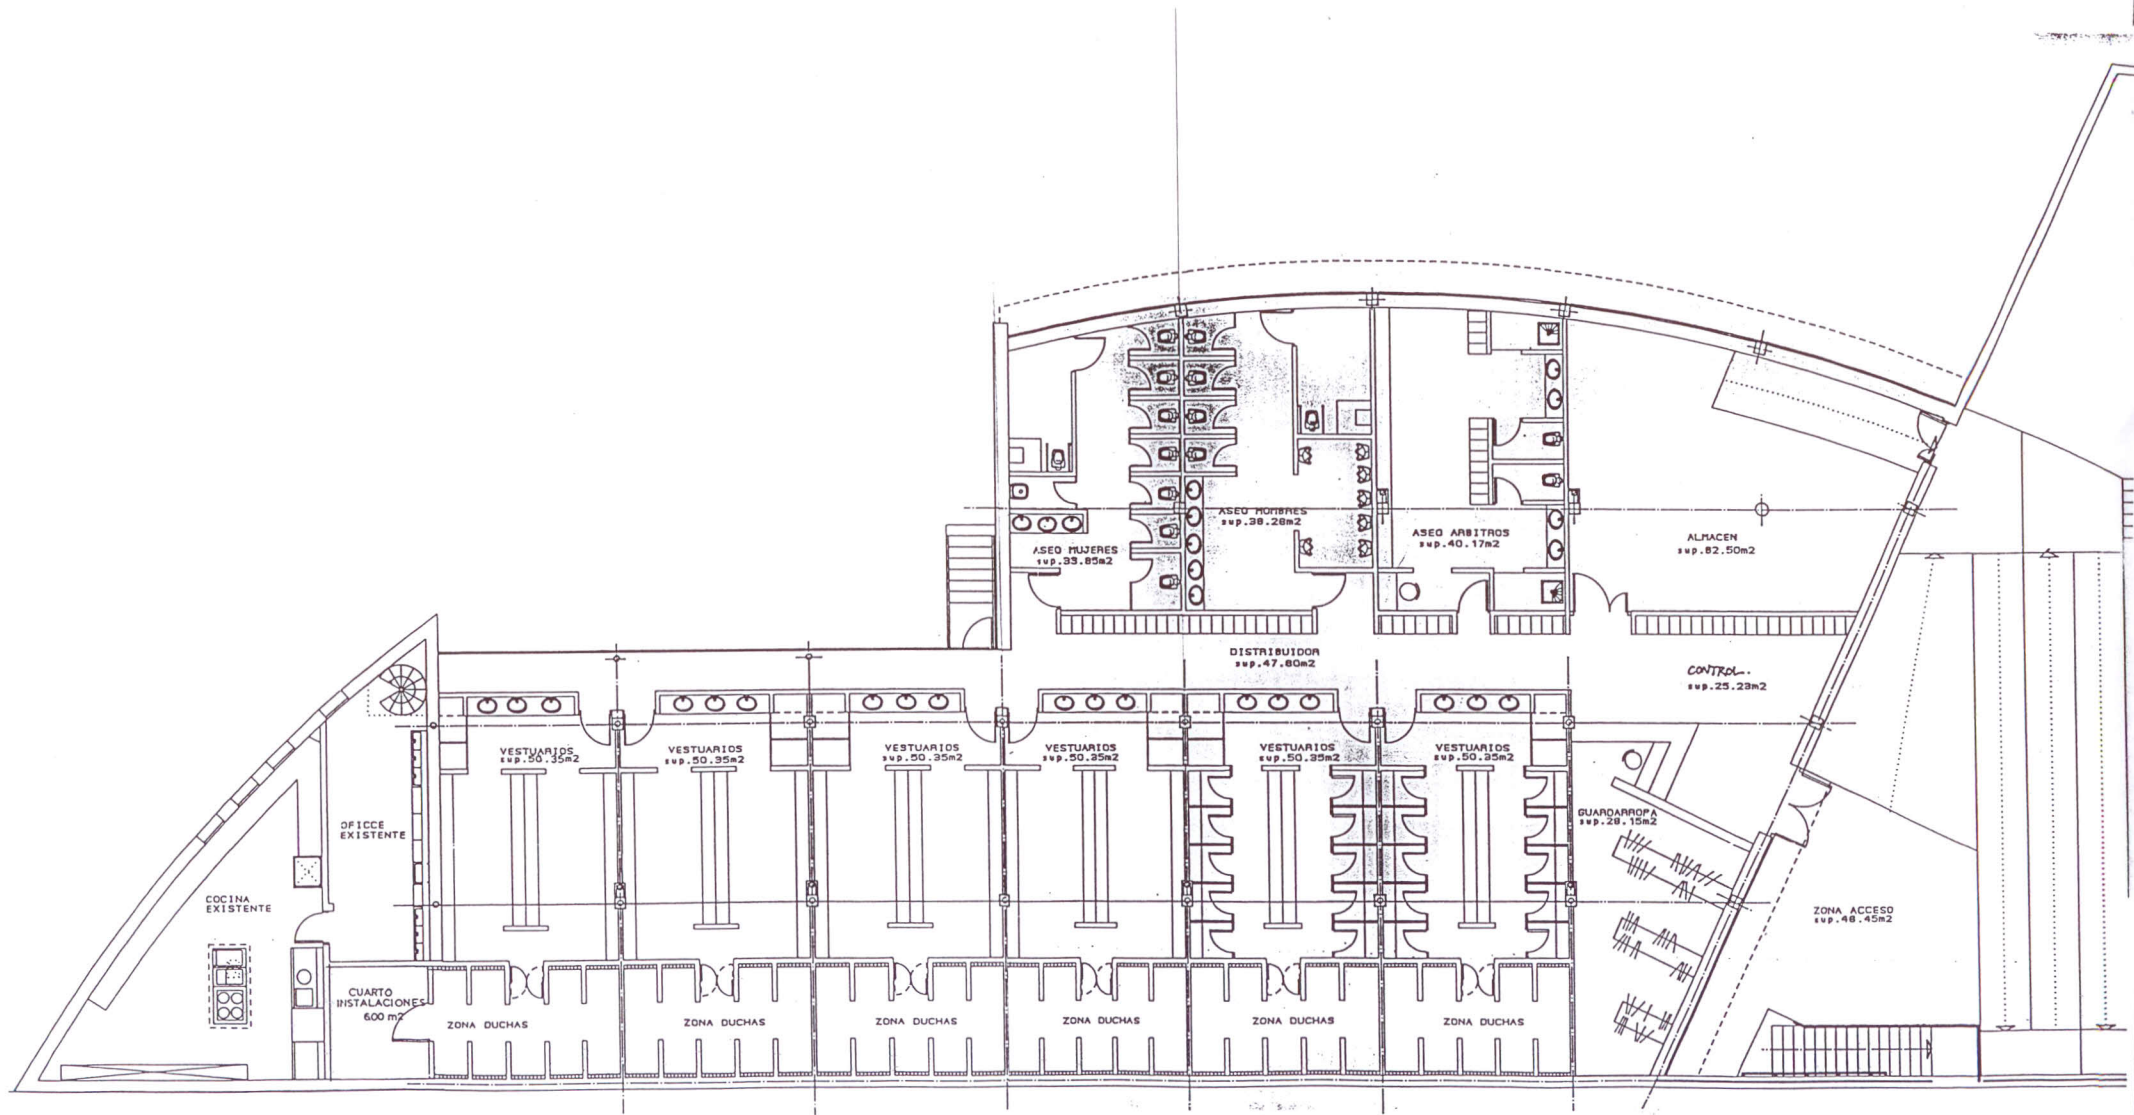 ASEO HOMBRES
sup.38.28m2
ASEO MUJERES
sup.33.85m2
ASEO ARBITROS
sup.40.17m2
ALMACEN
sup.82.50m2
DISTRIBUIDOR
sup.47.80m2
CONTROL.
sup.25.23m2
VESTUARIOS
sup.50.35m2
VESTUARIOS
sup.50.35m2
VESTUARIOS
sup.50.35m2
VESTUARIOS
sup.50.35m2
VESTUARIOS
sup.50.35m2
VESTUARIOS
sup.50.35m2
GUARDARROPA
sup.28.15m2
OFICCE
EXISTENTE
COCINA
EXISTENTE
ZONA ACCESO
sup.48.45m2
CUARTO
INSTALACIONES
6.00 m2
ZONA DUCHAS
ZONA DUCHAS
ZONA DUCHAS
ZONA DUCHAS
ZONA DUCHAS
ZONA DUCHAS